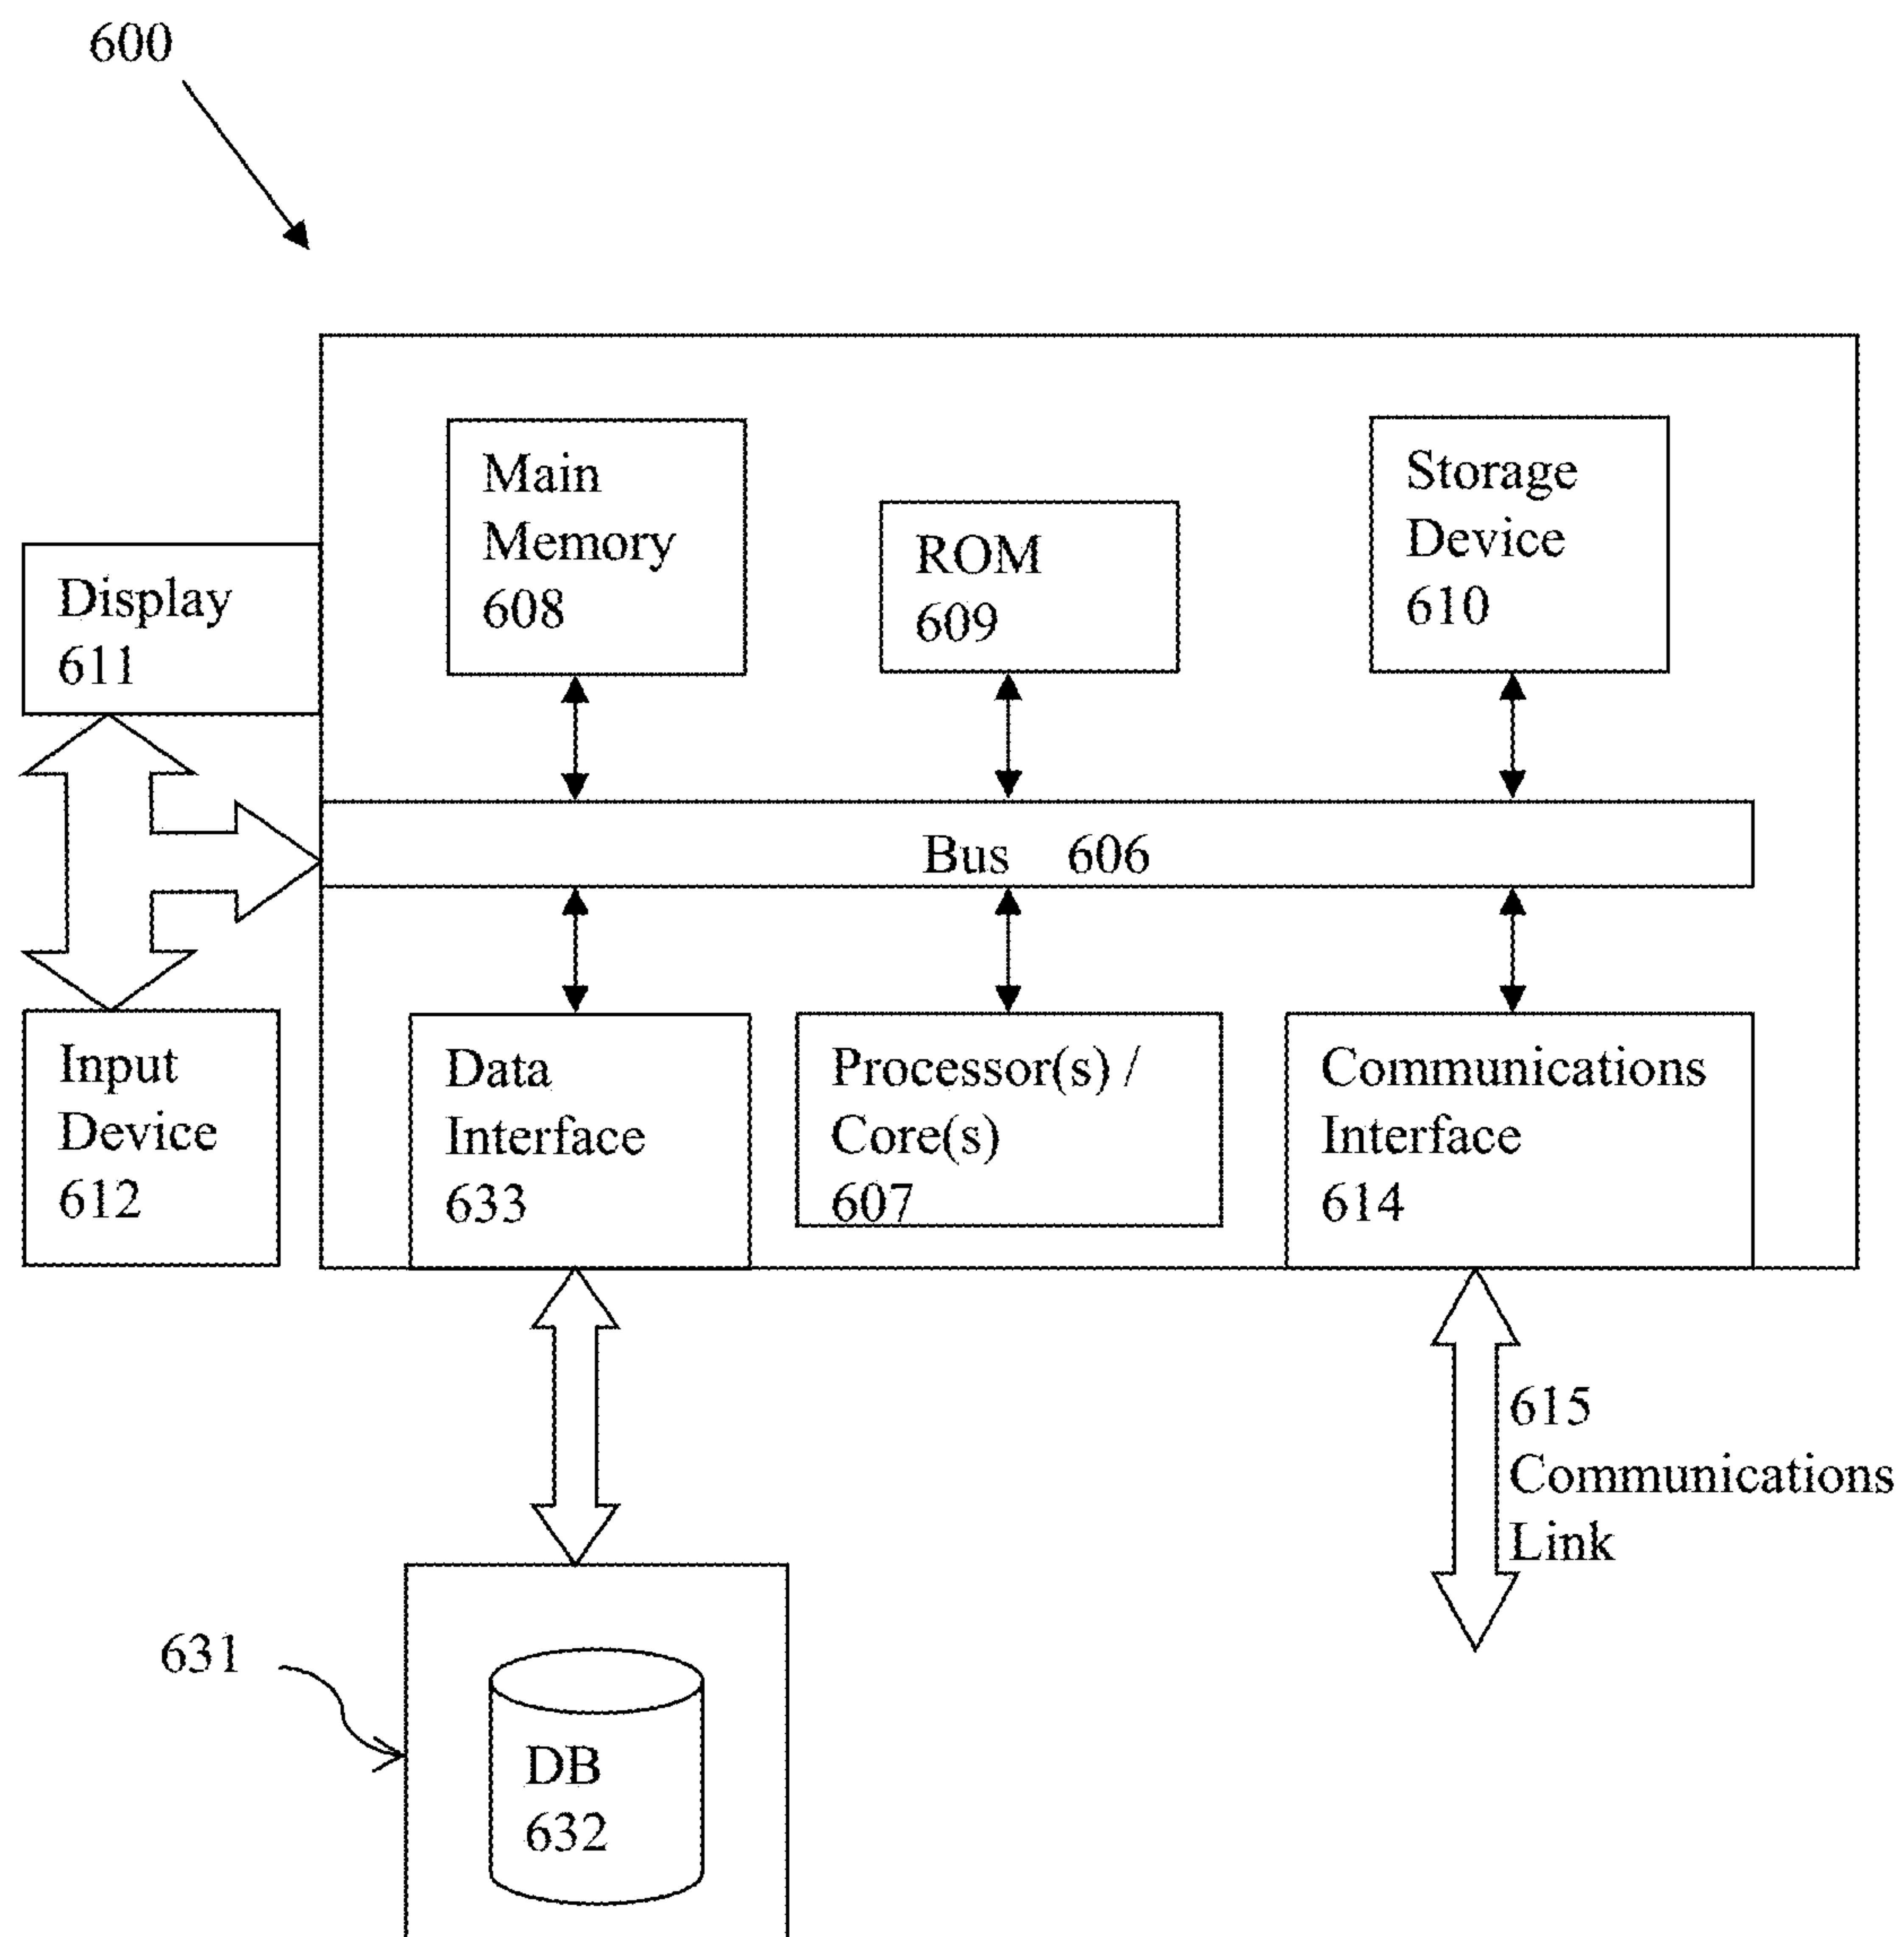 600
Main
Memory
608
ROM
609
Storage
Device
610
Display
611
Bus 606
Input
Device
612
Data
Interface
633
Processor(s) /
Core(s)
607
Communications
Interface
614
615
Communications
Link
631
DB
632